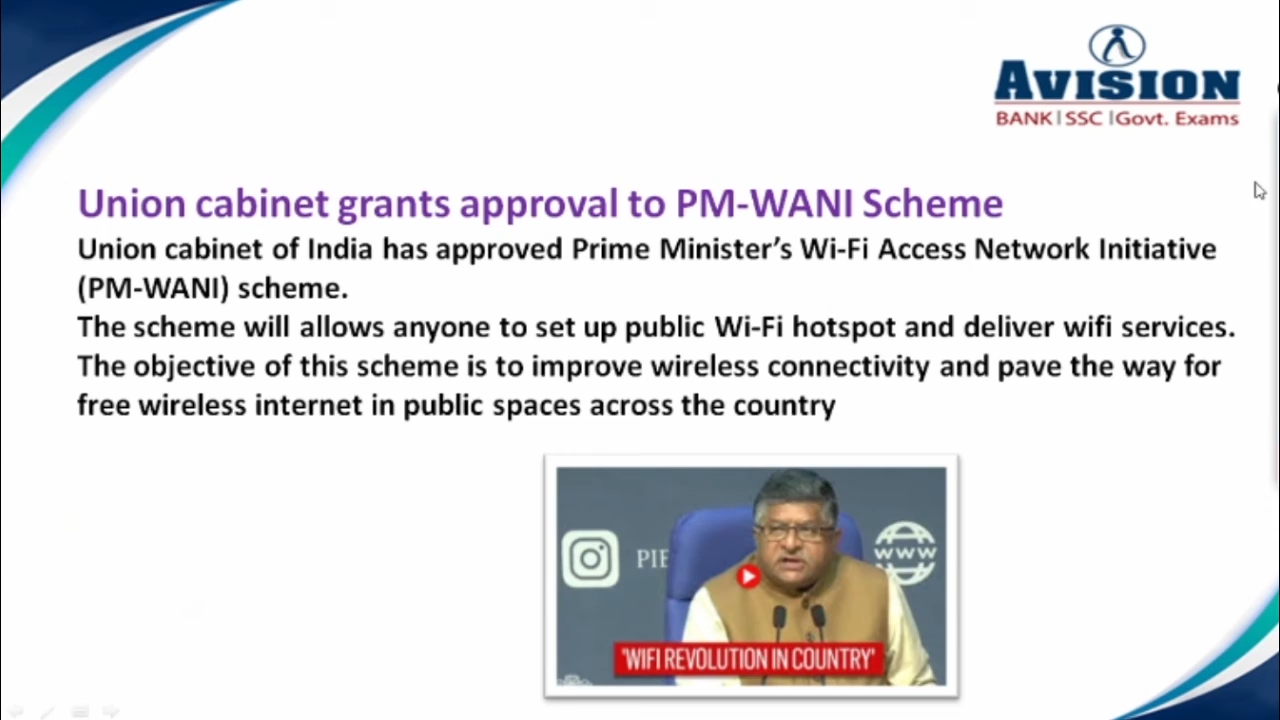 AVISION
BANK | SSC | Govt. Exams
Union cabinet grants approval to PM-WANI Scheme
Union cabinet of India has approved Prime Minister’s Wi-Fi Access Network Initiative
(PM-WANI) scheme.
The scheme will allows anyone to set up public Wi-Fi hotspot and deliver wifi services.
The objective of this scheme is to improve wireless connectivity and pave the way for
free wireless internet in public spaces across the country
www
'WIFI REVOLUTION IN COUNTRY'